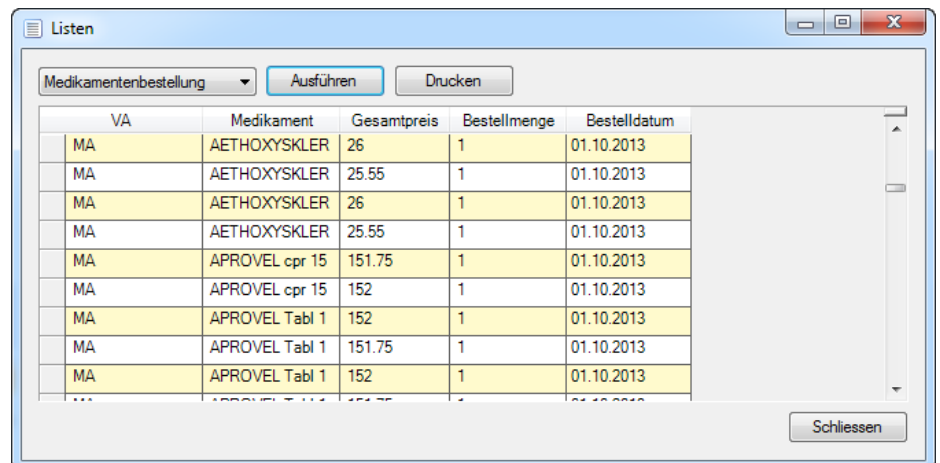 Listen
Medikamentenbestellung Ausführen Drucken
VA Medikament Gesamtpreis Bestellmenge Bestelldatum
MA AETHOXYSKLER 26 1 01.10.2013
MA AETHOXYSKLER 25.55 1 01.10.2013
MA AETHOXYSKLER 26 1 01.10.2013
MA AETHOXYSKLER 25.55 1 01.10.2013
MA APROVEL cpr 15 151.75 1 01.10.2013
MA APROVEL cpr 15 152 1 01.10.2013
MA APROVEL Tabl 1 152 1 01.10.2013
MA APROVEL Tabl 1 151.75 1 01.10.2013
MA APROVEL Tabl 1 152 1 01.10.2013
Schliessen